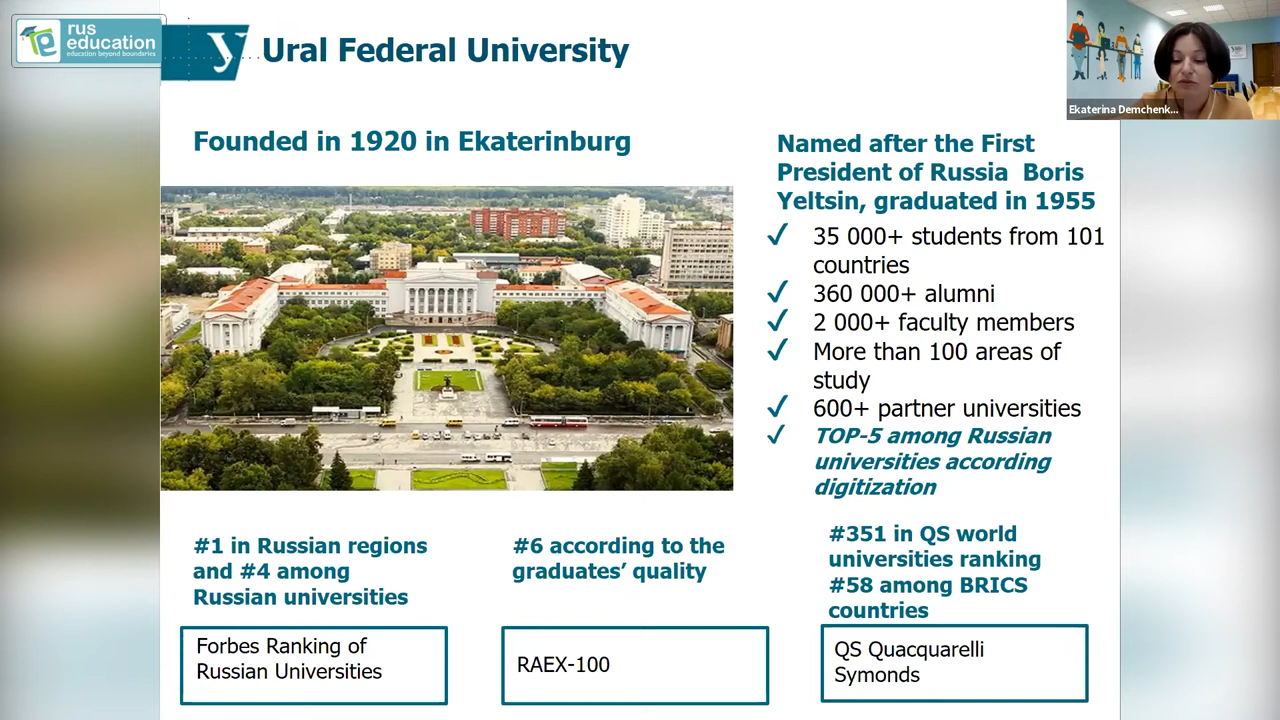 rus
education
education beyond boundaries
У
Ural Federal University
Ekaterina Demchenk...
Founded in 1920 in Ekaterinburg
Named after the First
President of Russia Boris
Yeltsin, graduated in 1955
✓ 35 000+ students from 101
countries
✓ 360 000+ alumni
✓ 2 000+ faculty members
✓ More than 100 areas of
study
✓ 600+ partner universities
✓ TOP-5 among Russian
universities according
digitization
#1 in Russian regions
and #4 among
Russian universities
Forbes Ranking of
Russian Universities
#6 according to the
graduates’ quality
RAEX-100
#351 in QS world
universities ranking
#58 among BRICS
countries
QS Quacquarelli
Symonds